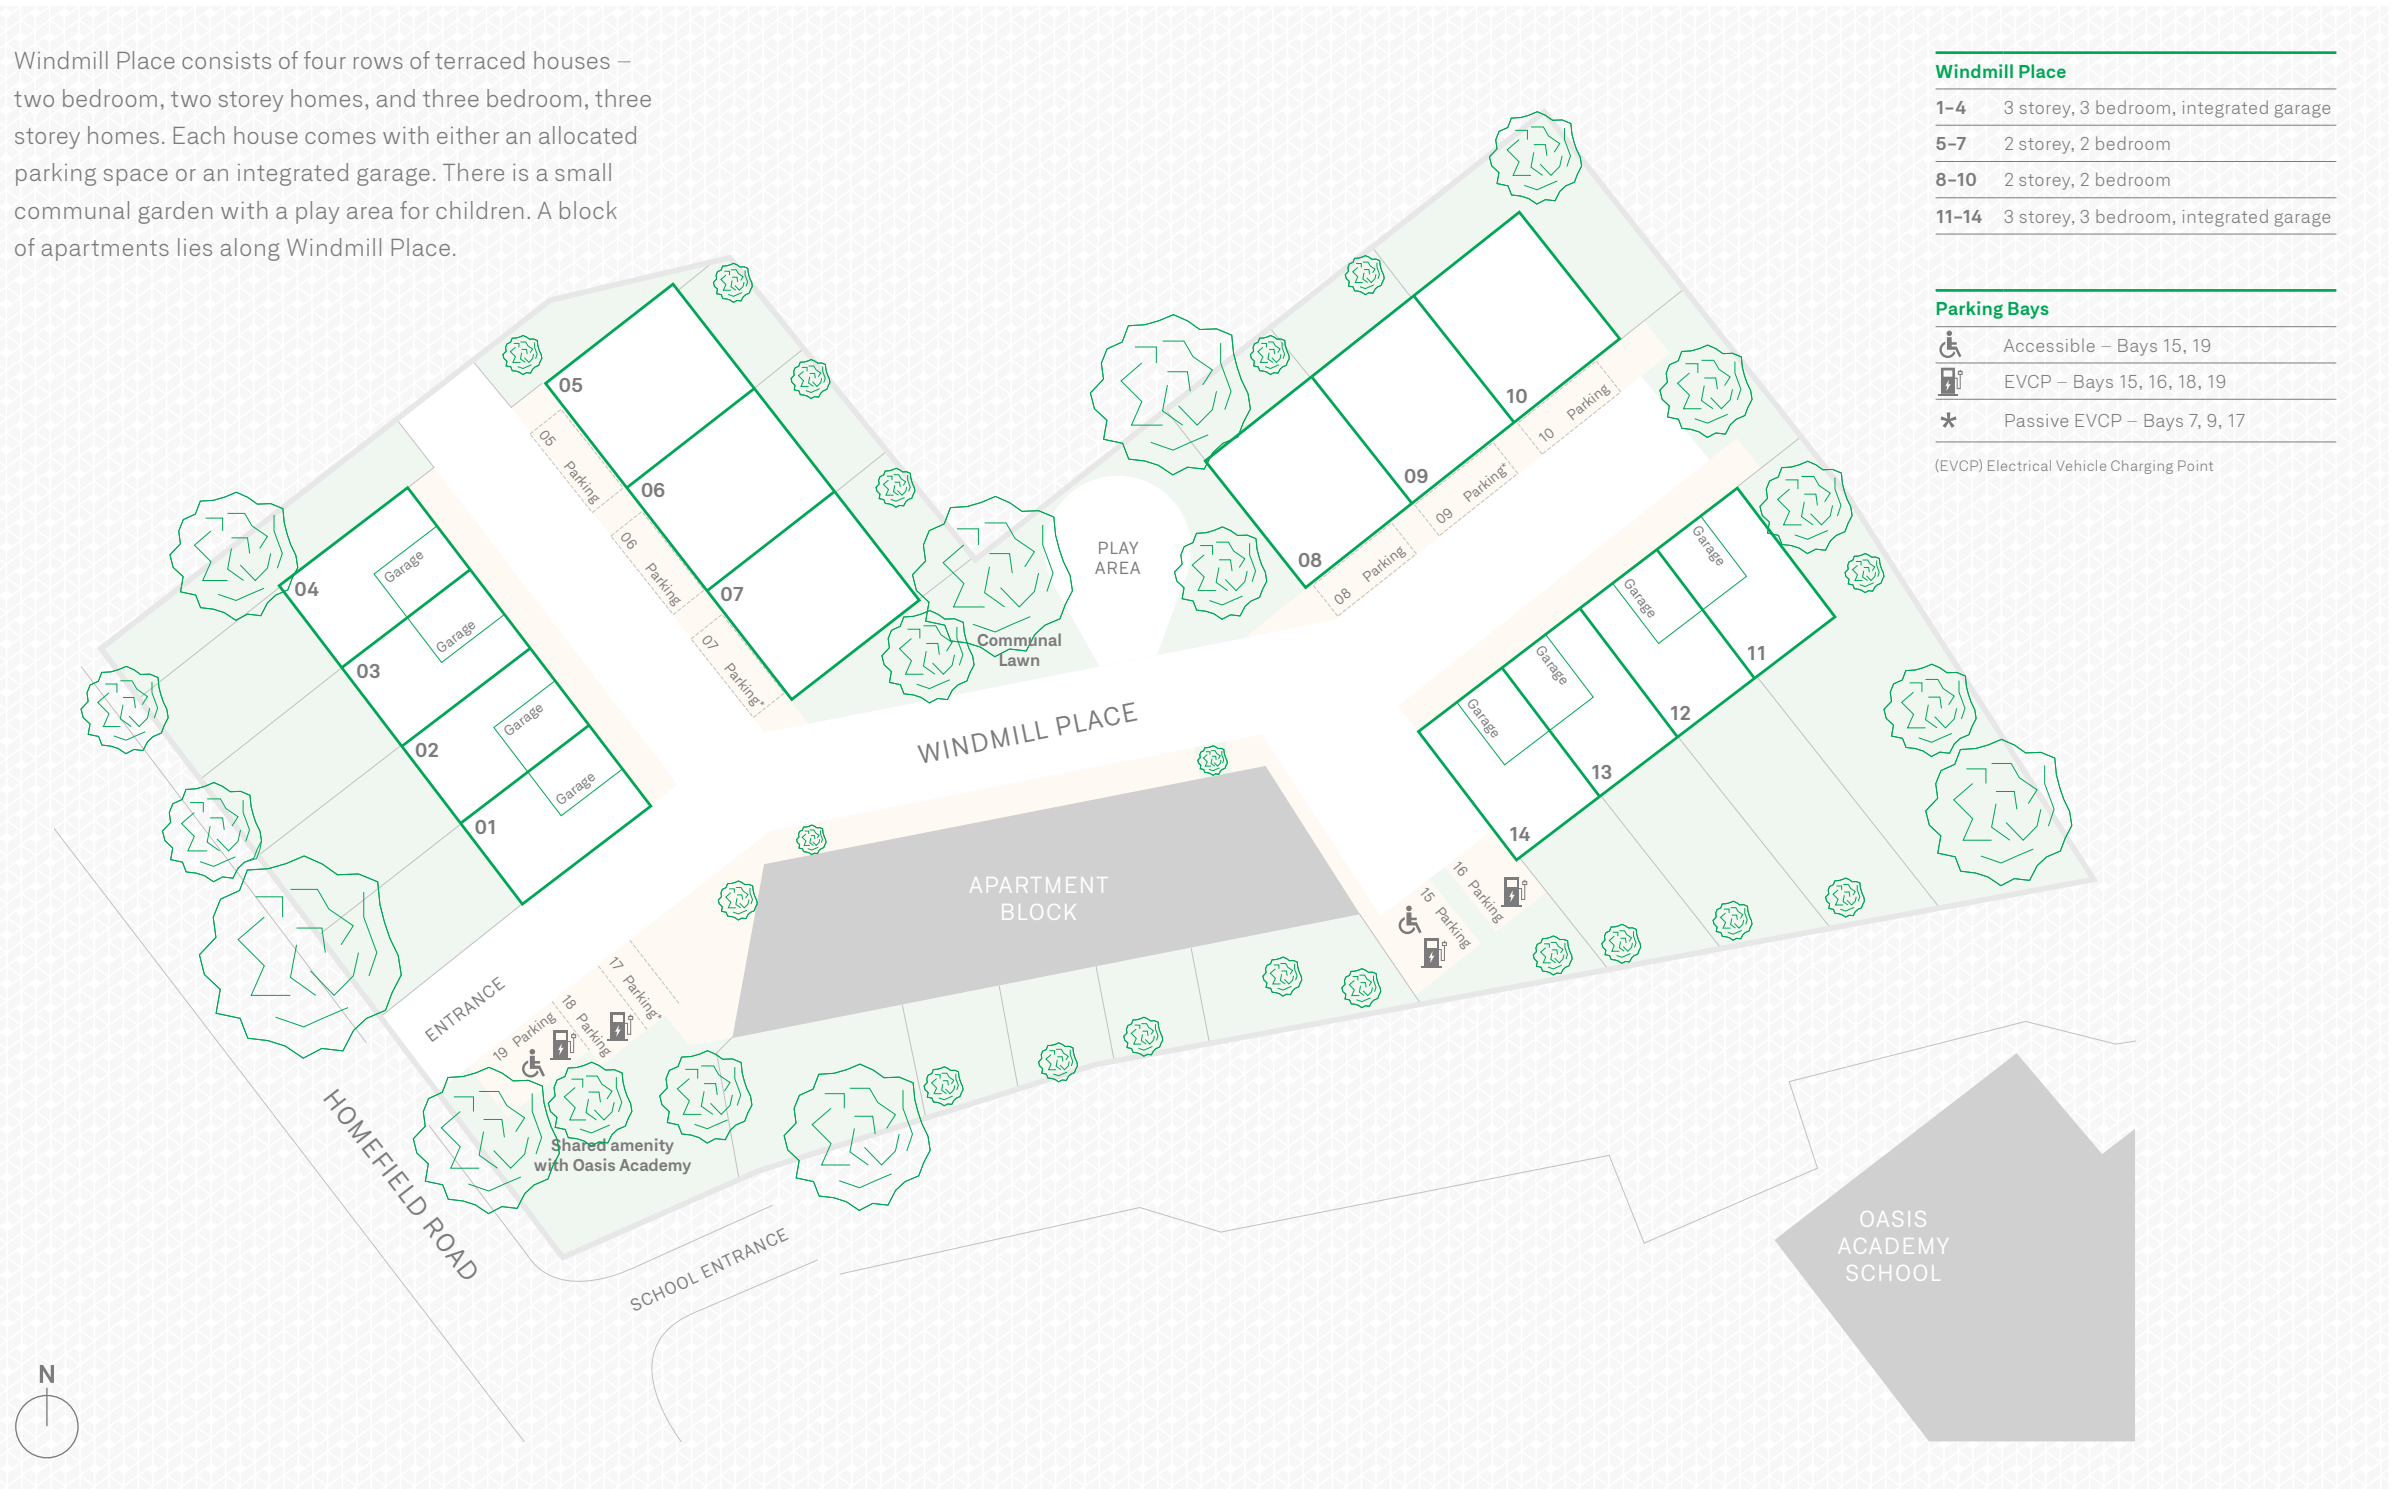 Windmill Place consists of four rows of terraced houses –
two bedroom, two storey homes, and three bedroom, three
storey homes. Each house comes with either an allocated
parking space or an integrated garage. There is a small
communal garden with a play area for children. A block
of apartments lies along Windmill Place.
Windmill Place
1-4 3 storey, 3 bedroom, integrated garage
5-7 2 storey, 2 bedroom
8-10 2 storey, 2 bedroom
11-14 3 storey, 3 bedroom, integrated garage
Parking Bays
Accessible – Bays 15, 19
EVCP – Bays 15, 16, 18, 19
* Passive EVCP – Bays 7, 9, 17
(EVCP) Electrical Vehicle Charging Point
05
05 Parking
06
06 Parking
07
07 Parking*
04
Garage
03
Garage
02
Garage
01
Garage
10
10 Parking
09
09 Parking*
08
08 Parking
PLAY
AREA
Communal
Lawn
WINDMILL PLACE
Garage
11
Garage
12
Garage
13
Garage
14
16 Parking
15 Parking
APARTMENT
BLOCK
ENTRANCE
17 Parking*
18 Parking
19 Parking
Shared amenity
with Oasis Academy
HOMEFIELD ROAD
SCHOOL ENTRANCE
OASIS
ACADEMY
SCHOOL
N